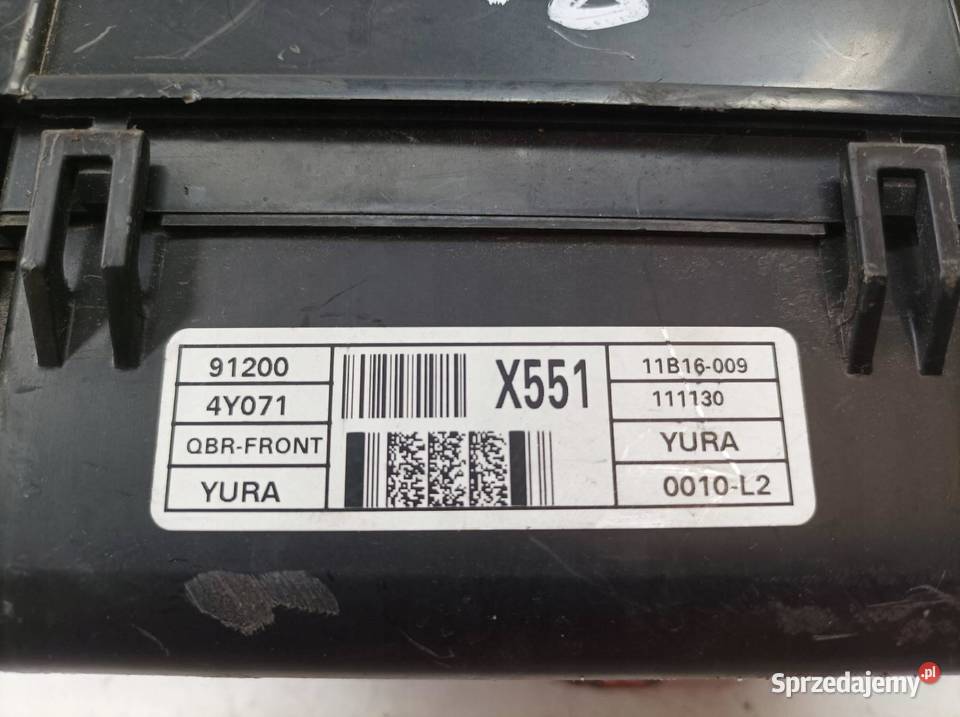 91200
4Y071
QBR-FRONT
YURA
X551
11B16-009
111130
YURA
0010-L2
Sprzedajemy.pl